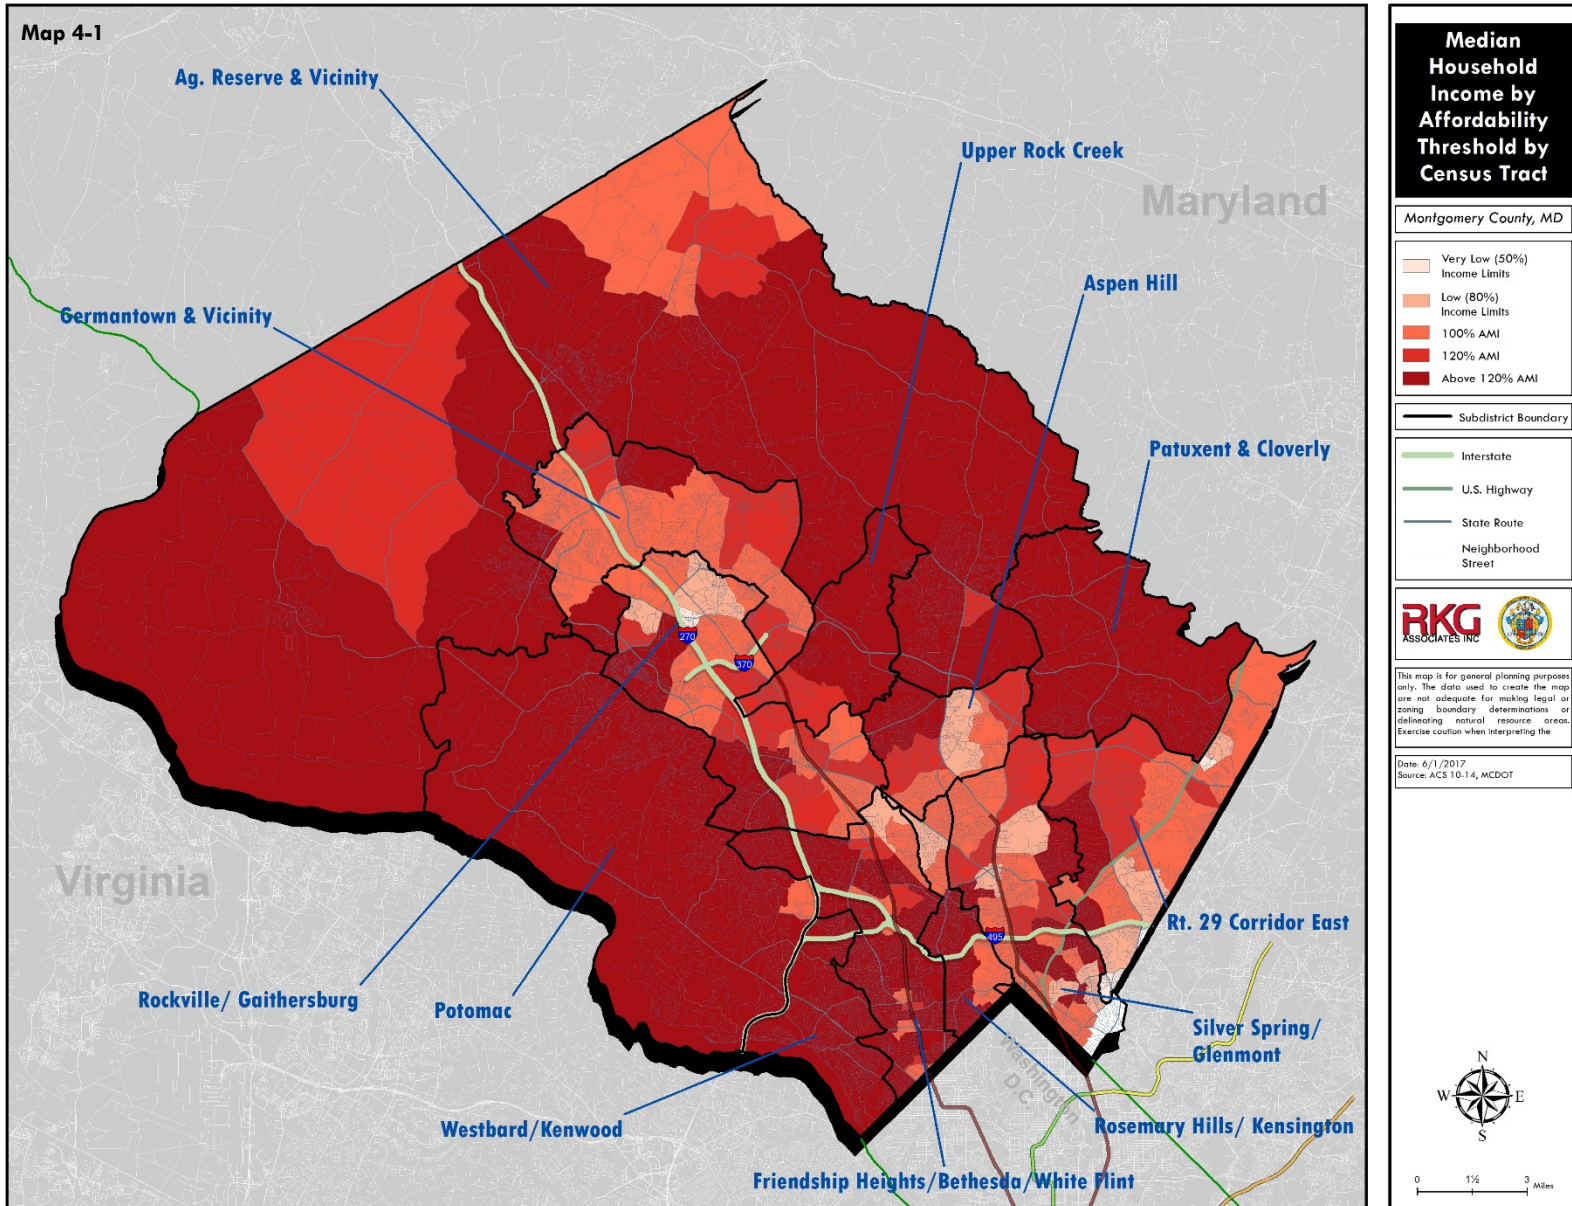 Map 4-1
Ag. Reserve & Vicinity
Upper Rock Creek
Maryland
Aspen Hill
Germantown & Vicinity
Patuxent & Cloverly
270
370
Virginia
495
Rt. 29 Corridor East
Rockville/ Gaithersburg
Potomac
Silver Spring/
Glenmont
Washington
D.C.
Westbard/Kenwood
Rosemary Hills/ Kensington
Friendship Heights/Bethesda/White Flint
Median
Household
Income by
Affordability
Threshold by
Census Tract
Montgomery County, MD
Very Low (50%)
Income Limits
Low (80%)
Income Limits
100% AMI
120% AMI
Above 120% AMI
Subdistrict Boundary
Interstate
U.S. Highway
State Route
Neighborhood
Street
RKG
ASSOCIATES INC
This map is for general planning purposes
only. The data used to create the map
are not adequate for making legal or
zoning boundary determinations or
delineating natural resource areas.
Exercise caution when interpreting the
Date: 6/1/2017
Source: ACS 10-14, MCDOT
N
W E
S
0 1½ 3 Miles